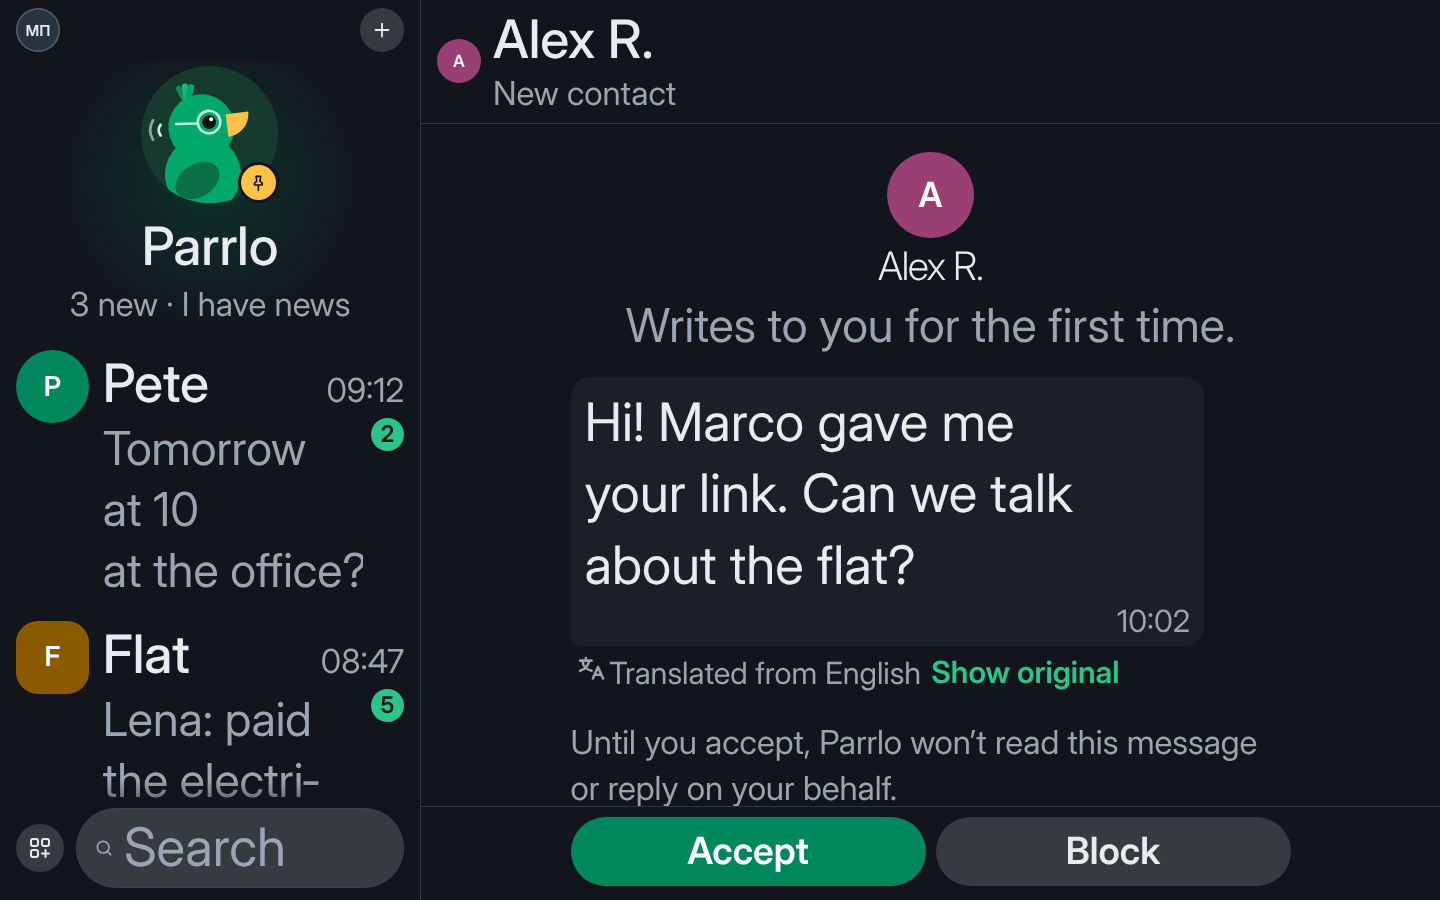 МП
Parrlo
3 new · I have news
P
Pete
09:12
Tomorrow
2
at 10
at the office?
F
Flat
08:47
Lena: paid
5
the electri-
Search
A
Alex R.
New contact
A
Alex R.
Writes to you for the first time.
Hi! Marco gave me
your link. Can we talk
about the flat?
10:02
Translated from English Show original
Until you accept, Parrlo won’t read this message
or reply on your behalf.
Accept
Block